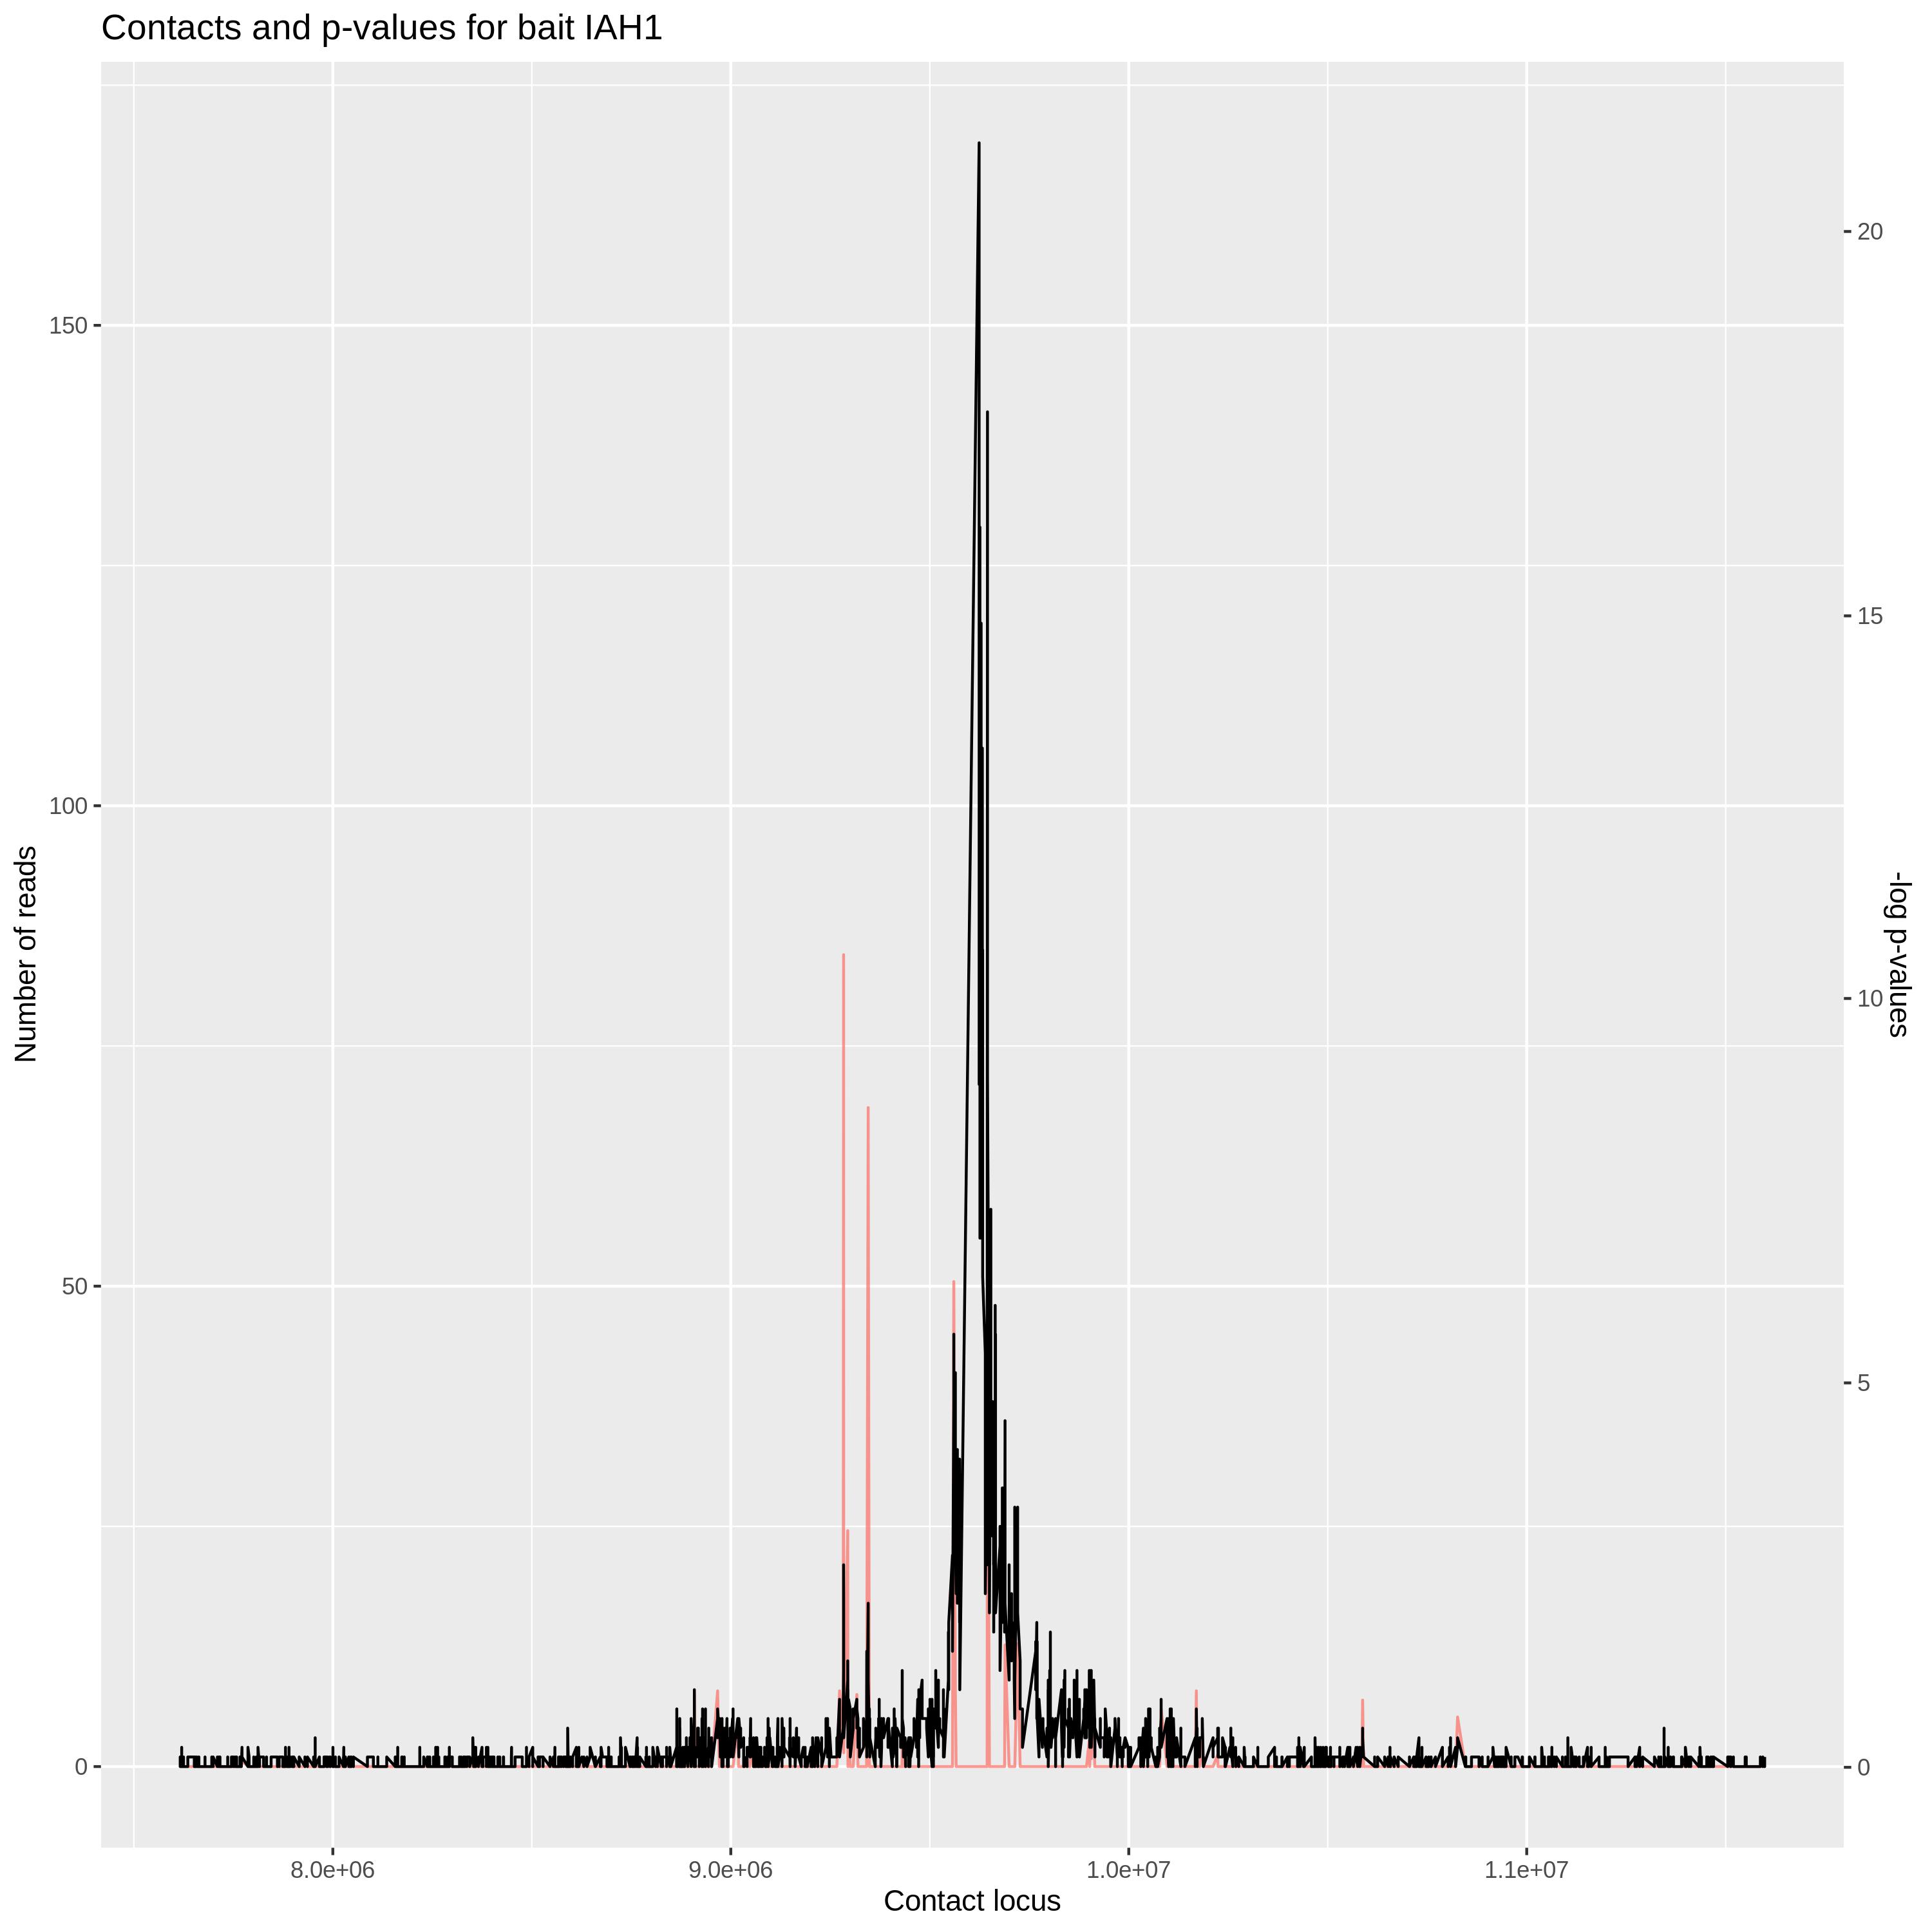 Contacts and p-values for bait IAH1
Number of reads
150
100
50
0
20
15
10
5
0
-log p-values
8.0e+06
9.0e+06
1.0e+07
1.1e+07
Contact locus